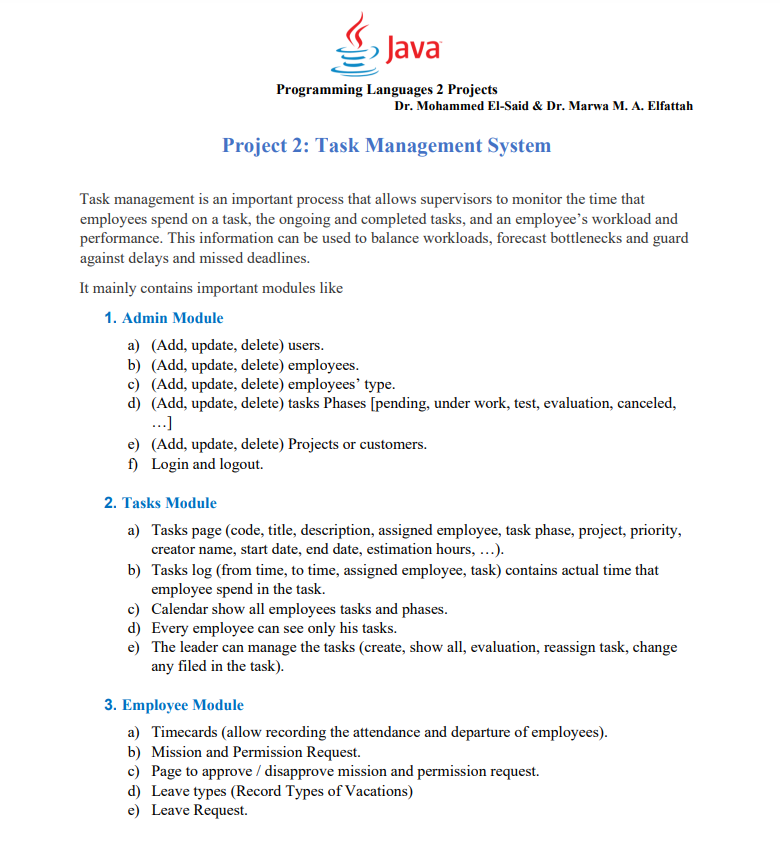 Java
Programming Languages 2 Projects
Dr. Mohammed El-Said & Dr. Marwa M. A. Elfattah
Project 2: Task Management System
Task management is an important process that allows supervisors to monitor the time that
employees spend on a task, the ongoing and completed tasks, and an employee’s workload and
performance. This information can be used to balance workloads, forecast bottlenecks and guard
against delays and missed deadlines.
It mainly contains important modules like
1. Admin Module
a) (Add, update, delete) users.
b) (Add, update, delete) employees.
c) (Add, update, delete) employees’ type.
d) (Add, update, delete) tasks Phases [pending, under work, test, evaluation, canceled,
…]
e) (Add, update, delete) Projects or customers.
f) Login and logout.
2. Tasks Module
a) Tasks page (code, title, description, assigned employee, task phase, project, priority,
creator name, start date, end date, estimation hours, …).
b) Tasks log (from time, to time, assigned employee, task) contains actual time that
employee spend in the task.
c) Calendar show all employees tasks and phases.
d) Every employee can see only his tasks.
e) The leader can manage the tasks (create, show all, evaluation, reassign task, change
any filed in the task).
3. Employee Module
a) Timecards (allow recording the attendance and departure of employees).
b) Mission and Permission Request.
c) Page to approve / disapprove mission and permission request.
d) Leave types (Record Types of Vacations)
e) Leave Request.